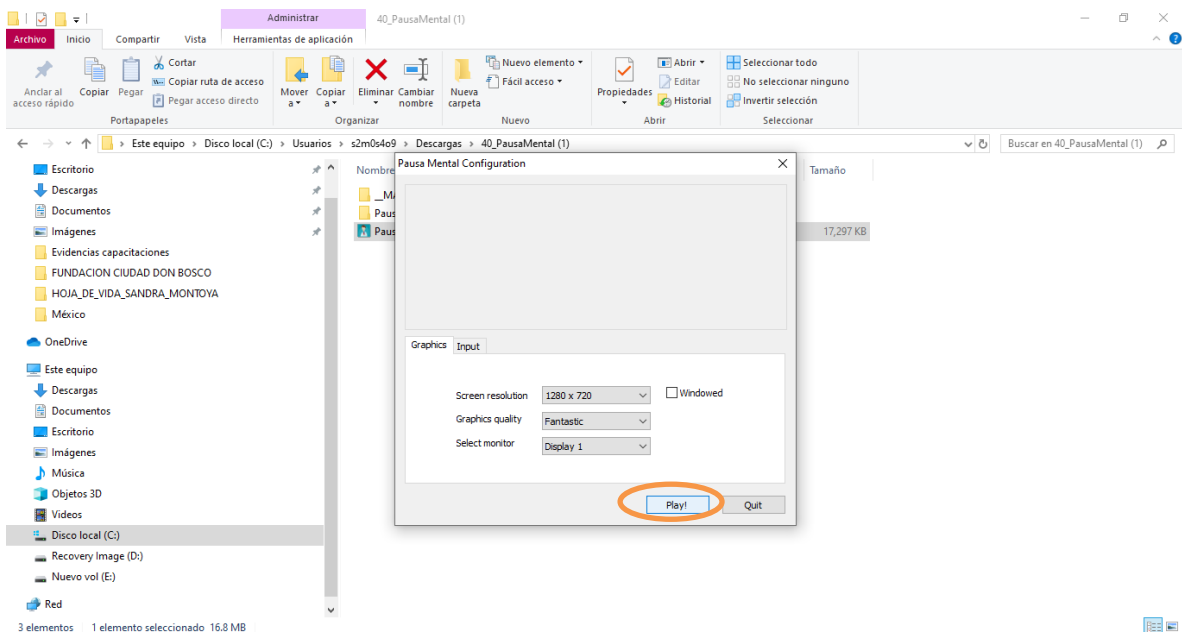 Administrar
40_PausaMental (1)
Archivo
Inicio
Compartir
Vista
Herramientas de aplicación
Anclar al
acceso rápido
Copiar
Pegar
Cortar
Copiar ruta de acceso
Pegar acceso directo
Portapapeles
Mover
a
Copiar
a
Eliminar
Cambiar
nombre
Organizar
Nueva
carpeta
Nuevo elemento
Fácil acceso
Nuevo
Propiedades
Abrir
Editar
Historial
Abrir
Seleccionar todo
No seleccionar ninguno
Invertir selección
Seleccionar
Este equipo > Disco local (C:) > Usuarios > s2m0s4o9 > Descargas > 40_PausaMental (1)
Buscar en 40_PausaMental (1)
Escritorio
Descargas
Documentos
Imágenes
Evidencias capacitaciones
FUNDACION CIUDAD DON BOSCO
HOJA_DE_VIDA_SANDRA_MONTOYA
México
OneDrive
Este equipo
Descargas
Documentos
Escritorio
Imágenes
Música
Objetos 3D
Videos
Disco local (C:)
Recovery Image (D:)
Nuevo vol (E:)
Red
Nombre
Tamaño
__MA
Paus
Paus
17,297 KB
Pausa Mental Configuration
Graphics
Input
Screen resolution
1280 x 720
Windowed
Graphics quality
Fantastic
Select monitor
Display 1
Play!
Quit
3 elementos
1 elemento seleccionado 16.8 MB